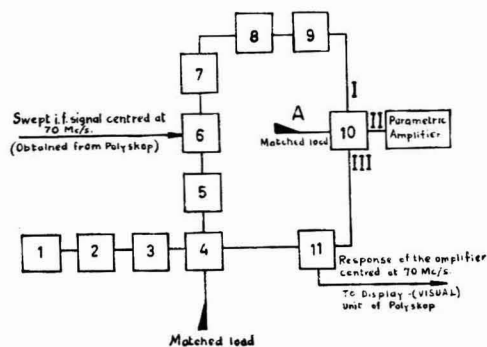 8
9
7
I
Swept i.f. signal centred at
70 Mc/s.
(Obtained from Polyskop)
6
A
Matched load
10
II
Parametric
Amplifier
III
5
1
2
3
4
11
Response of the amplifier
centred at 70 Mc/s.
To Display-(VISUAL)
Unit of Polyskop
Matched load